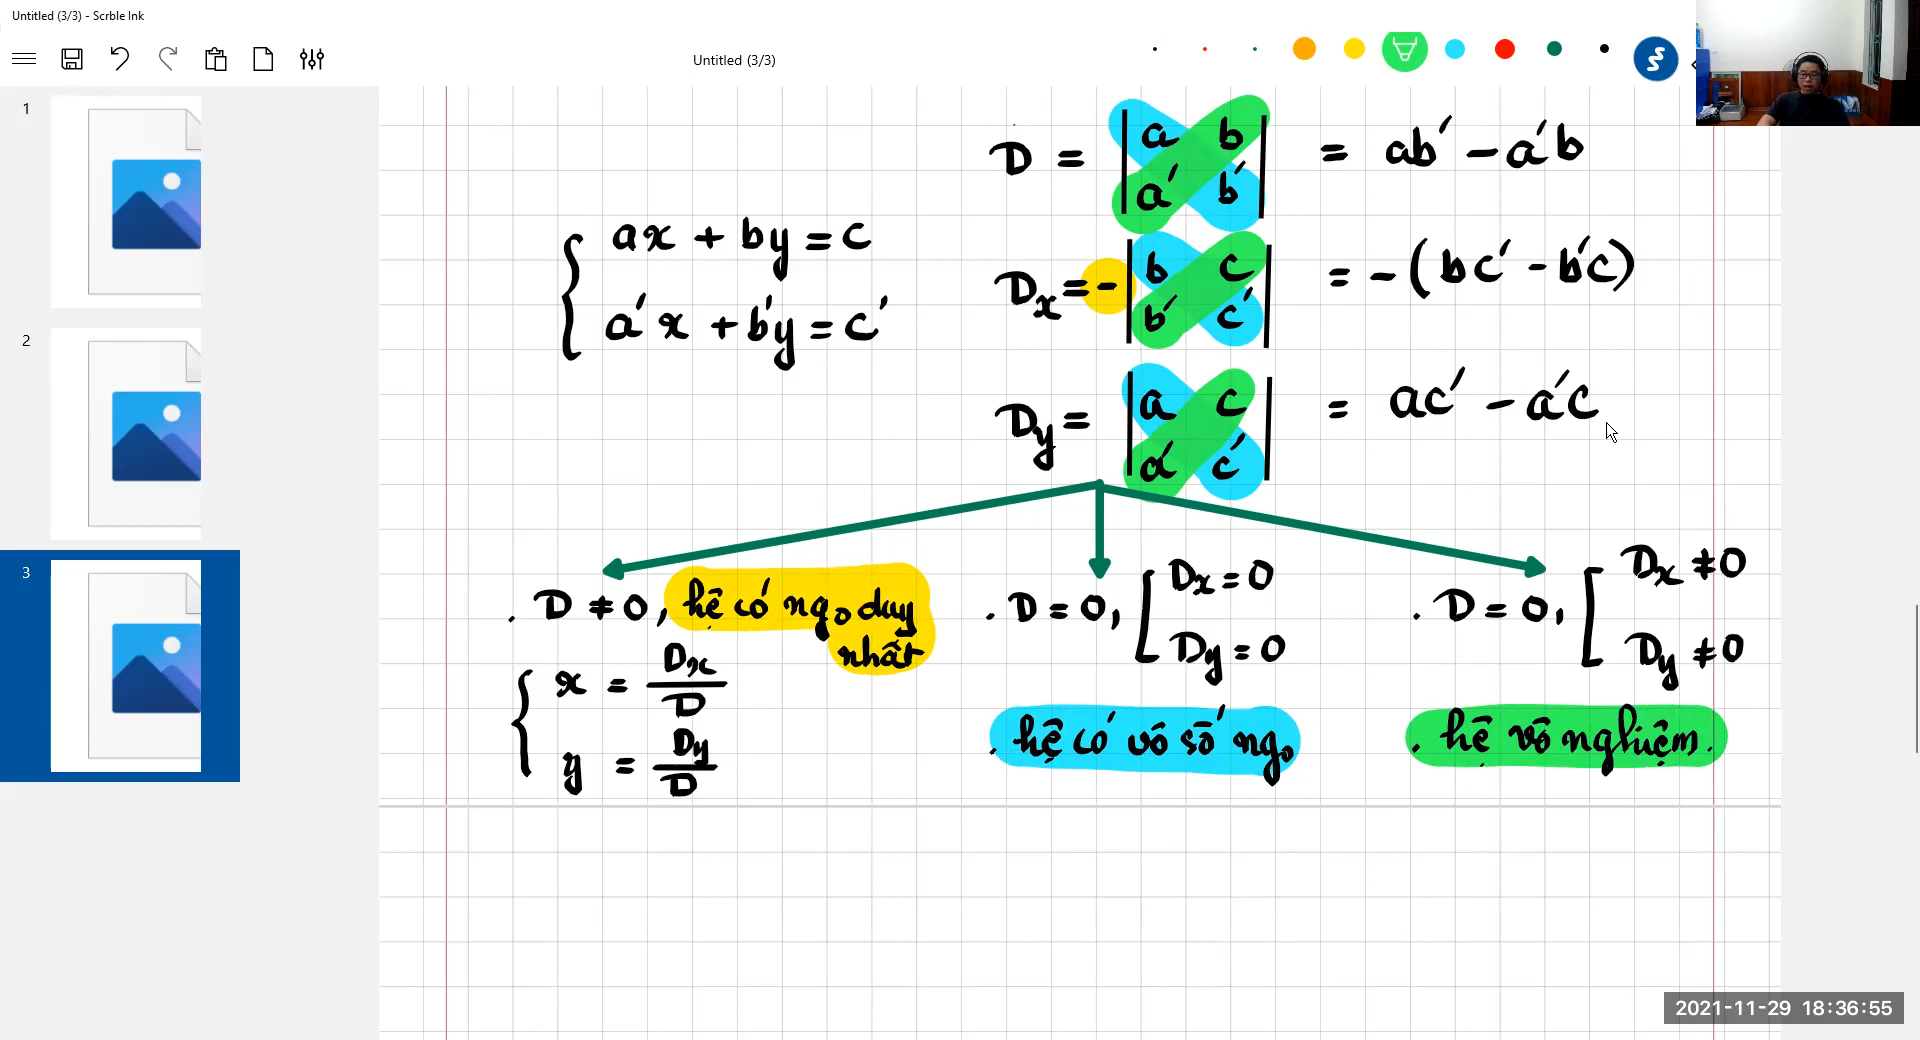 Untitled (3/3) - Scrble Ink
Untitled (3/3)
1
2
3
D = | a b | = ab' - a'b
| a' b' |
{ ax + by = c
a'x + b'y = c'
Dx = - | b c | = - (bc' - b'c)
| b' c' |
Dy = | a c | = ac' - a'c
| a' c' |
. D ≠ 0, hệ có ngo duy
nhất
{ x = Dx/D
y = Dy/D
. D = 0, [ Dx = 0
Dy = 0
. hệ có vô số ngo
. D = 0, [ Dx ≠ 0
Dy ≠ 0
. hệ vô nghiệm.
2021-11-29 18:36:55